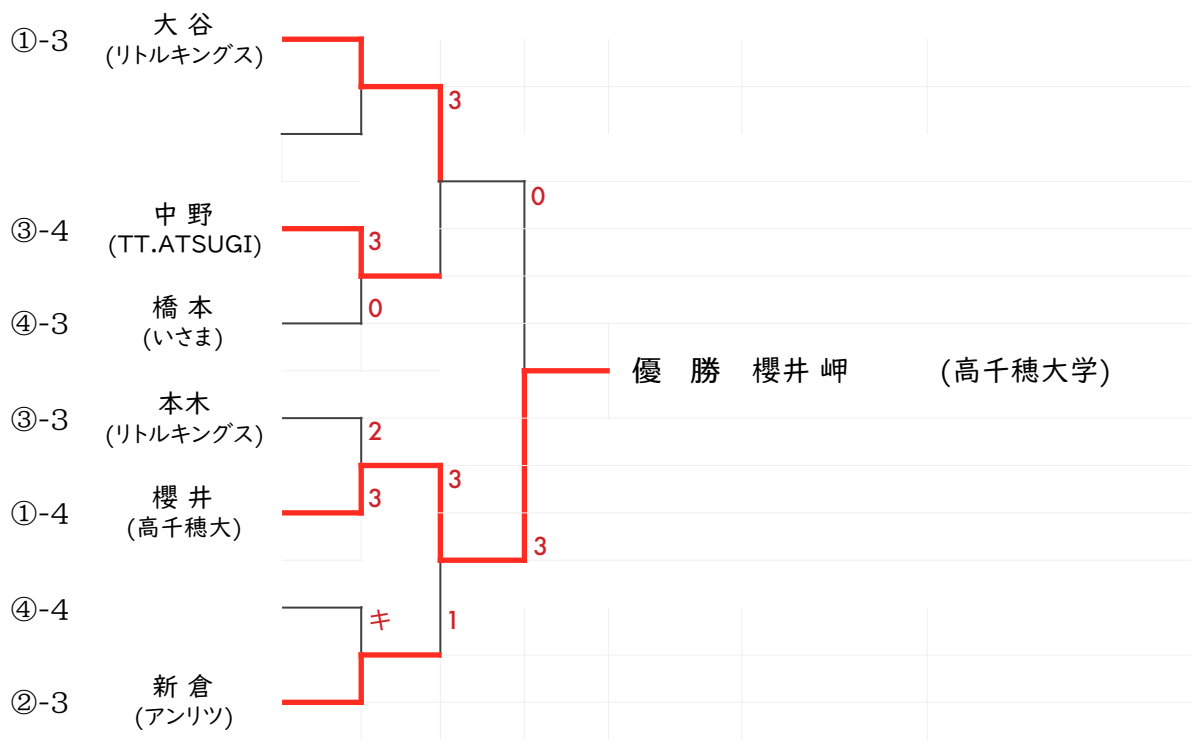 ①-3 大 谷
(リトルキングス)
3
0
③-4 中 野
(TT.ATSUGI)
3
④-3 橋 本
(いさま)
0
優 勝 櫻井 岬 (高千穂大学)
③-3 本木
(リトルキングス)
2
3
①-4 櫻 井
(高千穂大)
3
3
④-4
キ
1
②-3 新 倉
(アンリツ)